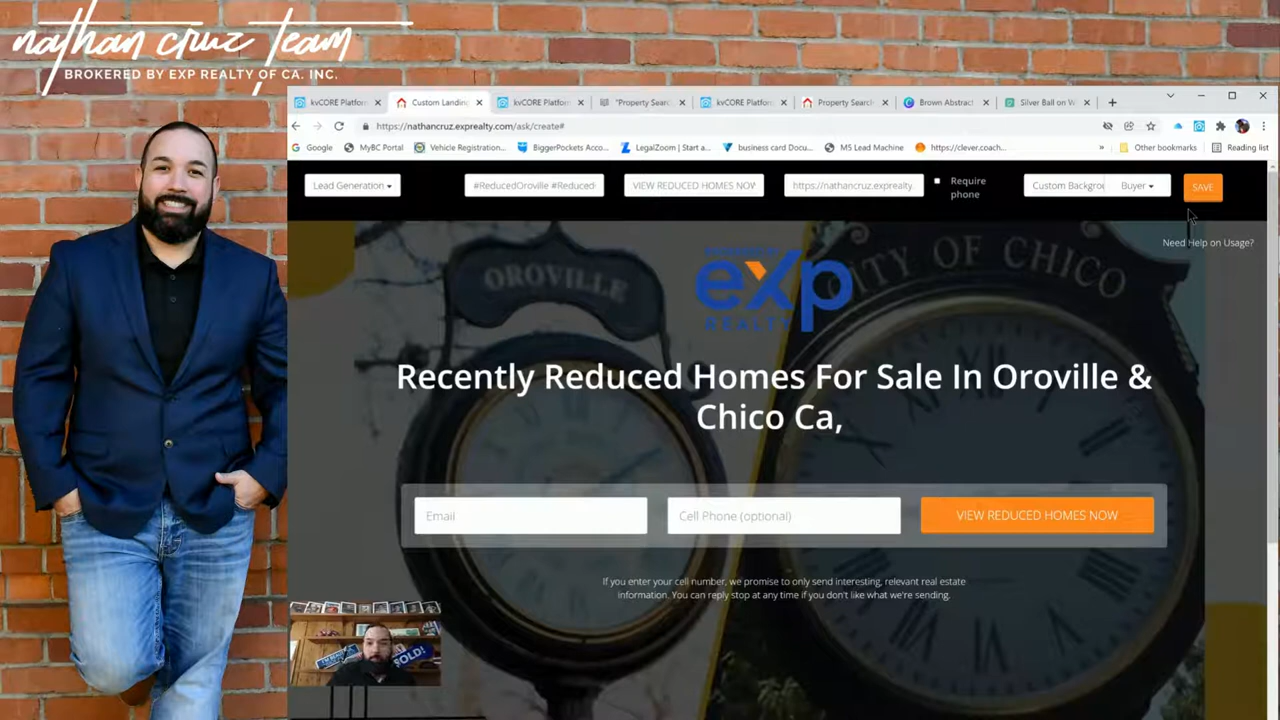 nathan cruz team
BROKERED BY EXP REALTY OF CA. INC.
kvCORE Platform
Custom Landing
kvCORE Platform
"Property Searc
kvCORE Platform
Property Search
Brown Abstract
Silver Ball on W
https://nathancruz.exprealty.com/ask/create#
Google
MyBC Portal
Vehicle Registration...
BiggerPockets Acco...
LegalZoom | Start a...
business card Docu...
M5 Lead Machine
https://clever.coach...
»
Other bookmarks
Reading list
Lead Generation
#ReducedOroville #Reduced
VIEW REDUCED HOMES NOW
https://nathancruz.exprealty.
Require
phone
Custom Backgrou
Buyer
SAVE
Need Help on Usage?
OROVILLE
CITY OF CHICO
exp
REALTY
Recently Reduced Homes For Sale In Oroville &
Chico Ca,
Email
Cell Phone (optional)
VIEW REDUCED HOMES NOW
If you enter your cell number, we promise to only send interesting, relevant real estate
information. You can reply stop at any time if you don't like what we're sending.
SOLD!